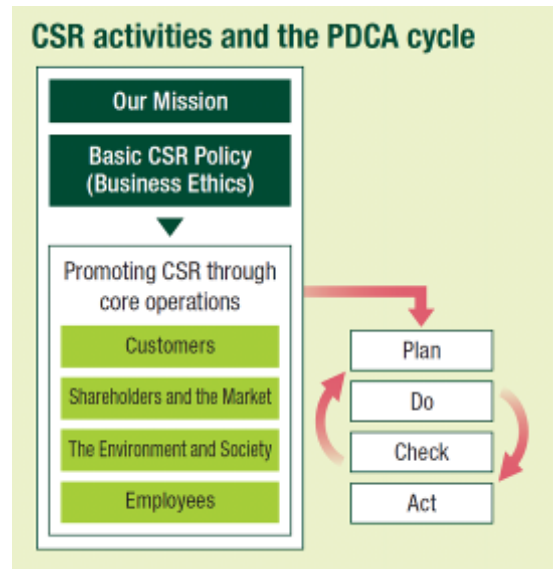 CSR activities and the PDCA cycle
Our Mission
Basic CSR Policy
(Business Ethics)
Promoting CSR through
core operations
Customers
Shareholders and the Market
The Environment and Society
Employees
Plan
Do
Check
Act